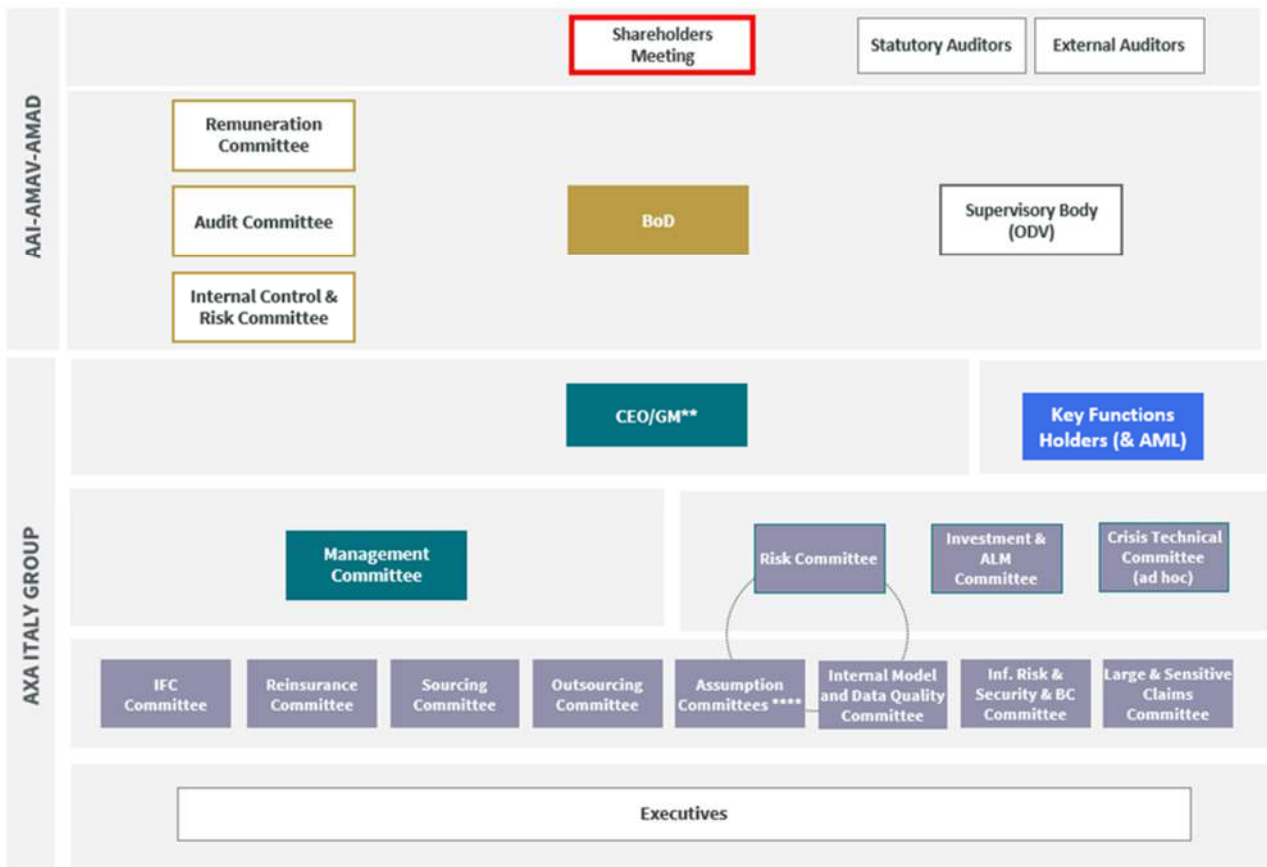 AAI-AMAV-AMAD
Shareholders
Meeting
Statutory Auditors
External Auditors
Remuneration
Committee
Audit Committee
BoD
Supervisory Body
(ODV)
Internal Control &
Risk Committee
AXA ITALY GROUP
CEO/GM**
Key Functions
Holders (& AML)
Management
Committee
Risk Committee
Investment &
ALM
Committee
Crisis Technical
Committee
(ad hoc)
IFC
Committee
Reinsurance
Committee
Sourcing
Committee
Outsourcing
Committee
Assumption
Committees ****
Internal Model
and Data Quality
Committee
Inf. Risk &
Security & BC
Committee
Large & Sensitive
Claims
Committee
Executives